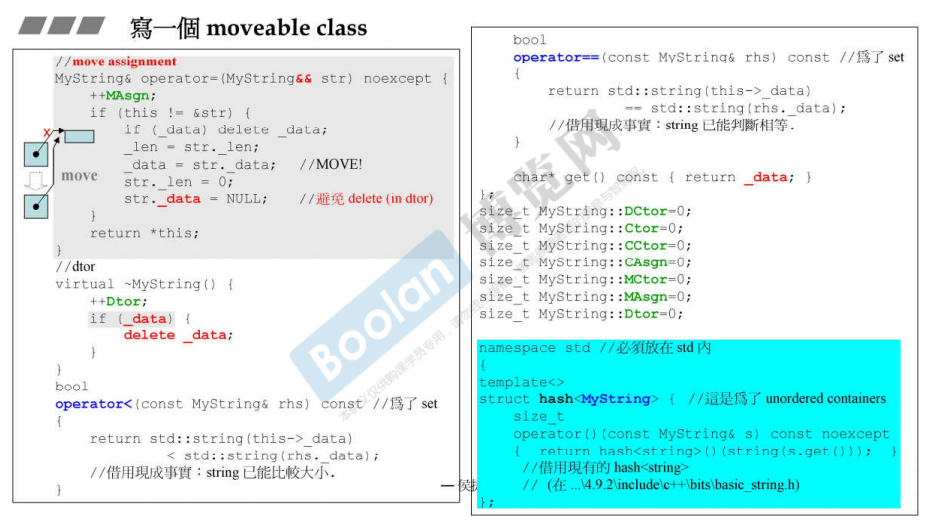 寫一個 moveable class
//move assignment
MyString& operator=(MyString&& str) noexcept {
++MAsgn;
if (this != &str) {
if (_data) delete _data;
_len = str._len;
_data = str._data; //MOVE!
str._len = 0;
str._data = NULL; //避免 delete (in dtor)
}
return *this;
}
x
move
//dtor
virtual ~MyString() {
++Dtor;
if (_data) {
delete _data;
}
}
bool
operator<(const MyString& rhs) const //爲了 set
{
return std::string(this->_data)
< std::string(rhs._data);
//借用現成事實：string 已能比較大小.
}
bool
operator==(const MyString& rhs) const //爲了 set
{
return std::string(this->_data)
== std::string(rhs._data);
//借用現成事實：string 已能判斷相等.
}
char* get() const { return _data; }
};
size_t MyString::DCtor=0;
size_t MyString::Ctor=0;
size_t MyString::CCtor=0;
size_t MyString::CAsgn=0;
size_t MyString::MCtor=0;
size_t MyString::MAsgn=0;
size_t MyString::Dtor=0;
namespace std //必須放在 std 內
{
template<>
struct hash<MyString> { //這是爲了 unordered containers
size_t
operator()(const MyString& s) const noexcept
{ return hash<string>()(string(s.get())); }
//借用現有的 hash<string>
// (在 ...\4.9.2\include\c++\bits\basic_string.h)
};
Boolan 博览网